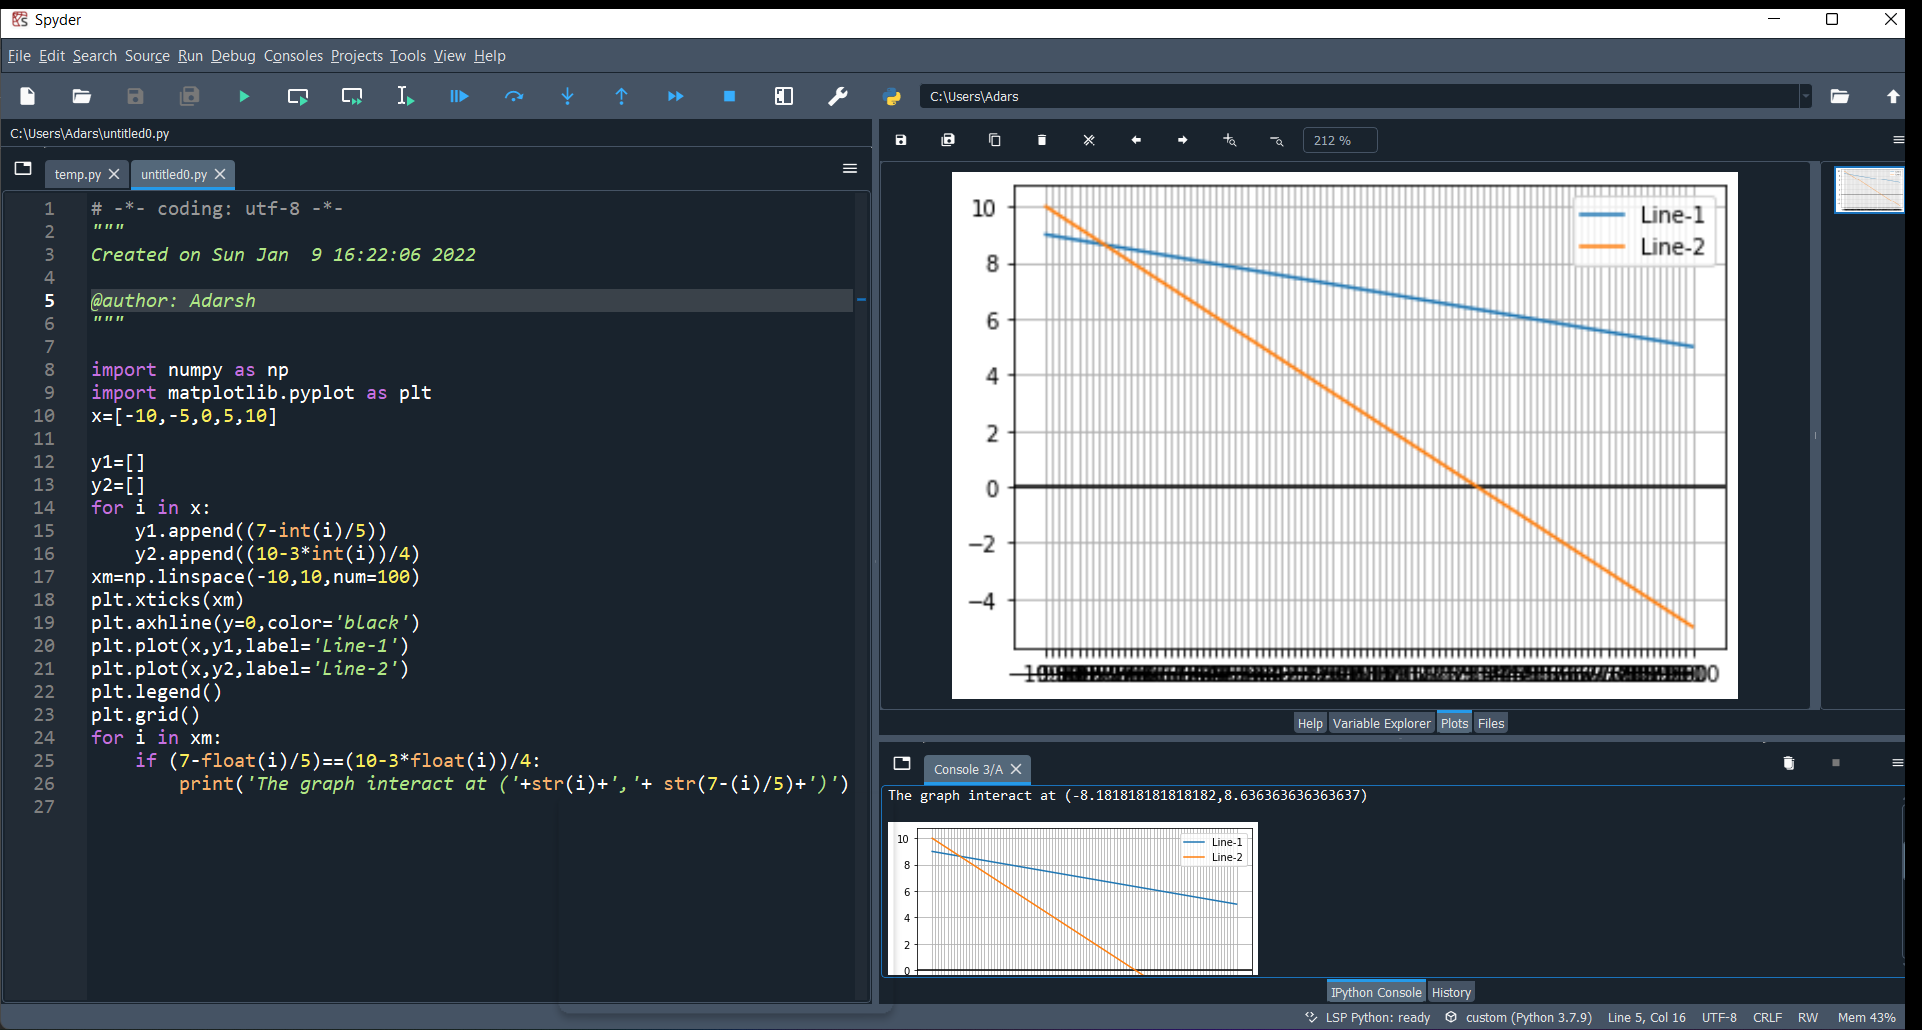 Spyder
File Edit Search Source Run Debug Consoles Projects Tools View Help
C:\Users\Adars
C:\Users\Adars\untitled0.py
temp.py
untitled0.py
1 # -*- coding: utf-8 -*-
2 """
3 Created on Sun Jan  9 16:22:06 2022
4
5 @author: Adarsh
6 """
7
8 import numpy as np
9 import matplotlib.pyplot as plt
10 x=[-10,-5,0,5,10]
11
12 y1=[]
13 y2=[]
14 for i in x:
15     y1.append((7-int(i)/5))
16     y2.append((10-3*int(i))/4)
17 xm=np.linspace(-10,10,num=100)
18 plt.xticks(xm)
19 plt.axhline(y=0,color='black')
20 plt.plot(x,y1,label='Line-1')
21 plt.plot(x,y2,label='Line-2')
22 plt.legend()
23 plt.grid()
24 for i in xm:
25     if (7-float(i)/5)==(10-3*float(i))/4:
26         print('The graph interact at ('+str(i)+','+ str(7-(i)/5)+')')
27
212 %
Line-1
Line-2
10
8
6
4
2
0
−2
−4
Help Variable Explorer Plots Files
Console 3/A
The graph interact at (-8.181818181818182,8.636363636363637)
Line-1
Line-2
10
8
6
4
2
0
IPython Console History
LSP Python: ready custom (Python 3.7.9) Line 5, Col 16 UTF-8 CRLF RW Mem 43%